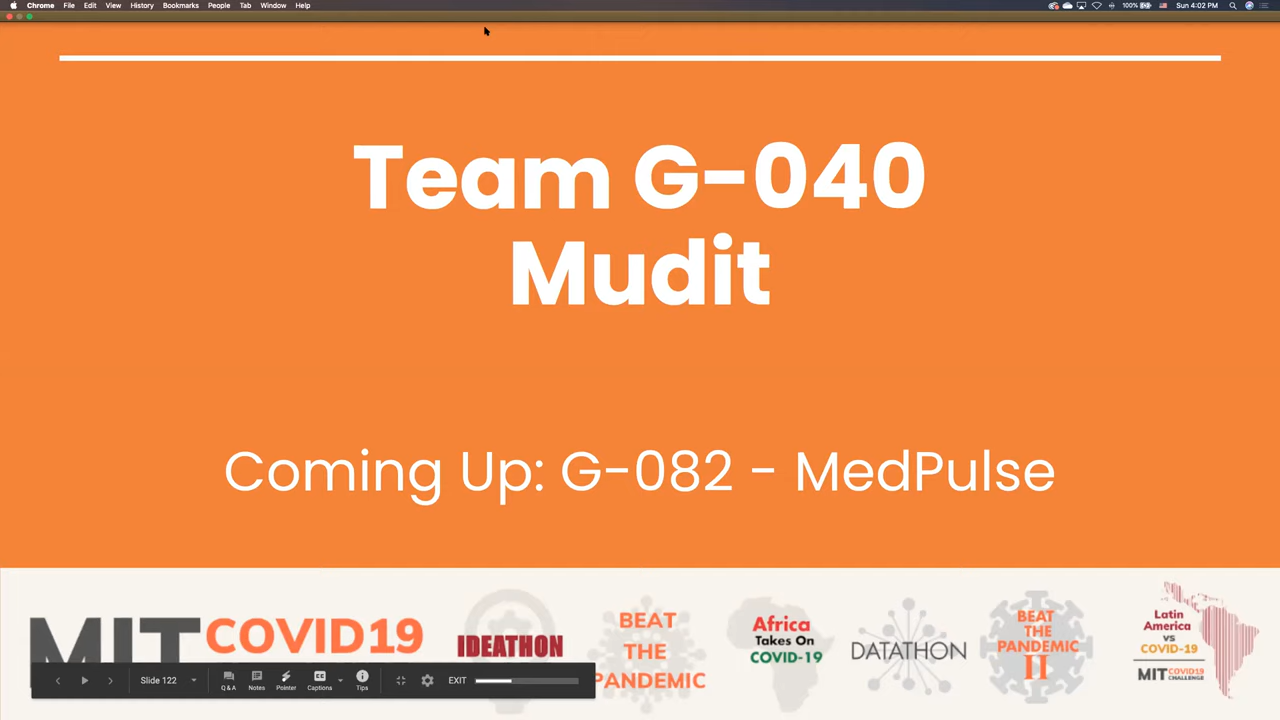 Chrome File Edit View History Bookmarks People Tab Window Help
100% Sun 4:02 PM
Team G-040
Mudit
Coming Up: G-082 - MedPulse
MIT COVID19
IDEATHON
BEAT
THE
PANDEMIC
Africa
Takes On
COVID-19
DATATHON
BEAT
THE
PANDEMIC
II
Latin
America
vs
COVID-19
MIT COVID19
CHALLENGE
Slide 122
Q & A
Notes
Pointer
CC
Captions
Tips
EXIT